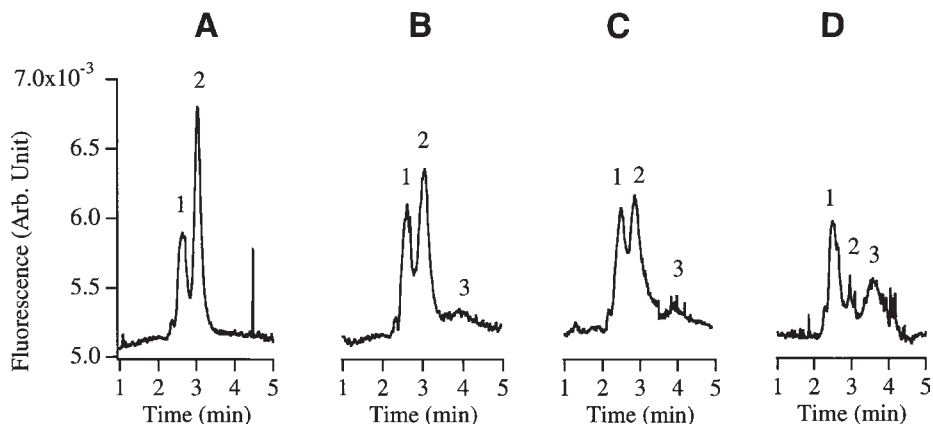 A B C D
7.0x10-3
6.5
6.0
5.5
5.0
Fluorescence (Arb. Unit)
1 2
1 2 3
1 2 3
1 2 3
1 2 3 4 5 1 2 3 4 5 1 2 3 4 5 1 2 3 4 5
Time (min) Time (min) Time (min) Time (min)